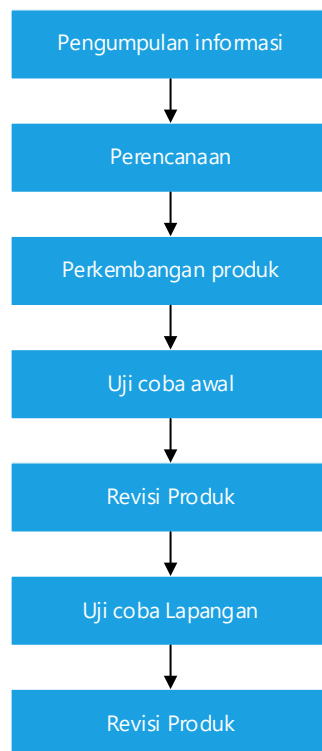 Pengumpulan informasi
Perencanaan
Perkembangan produk
Uji coba awal
Revisi Produk
Uji coba Lapangan
Revisi Produk